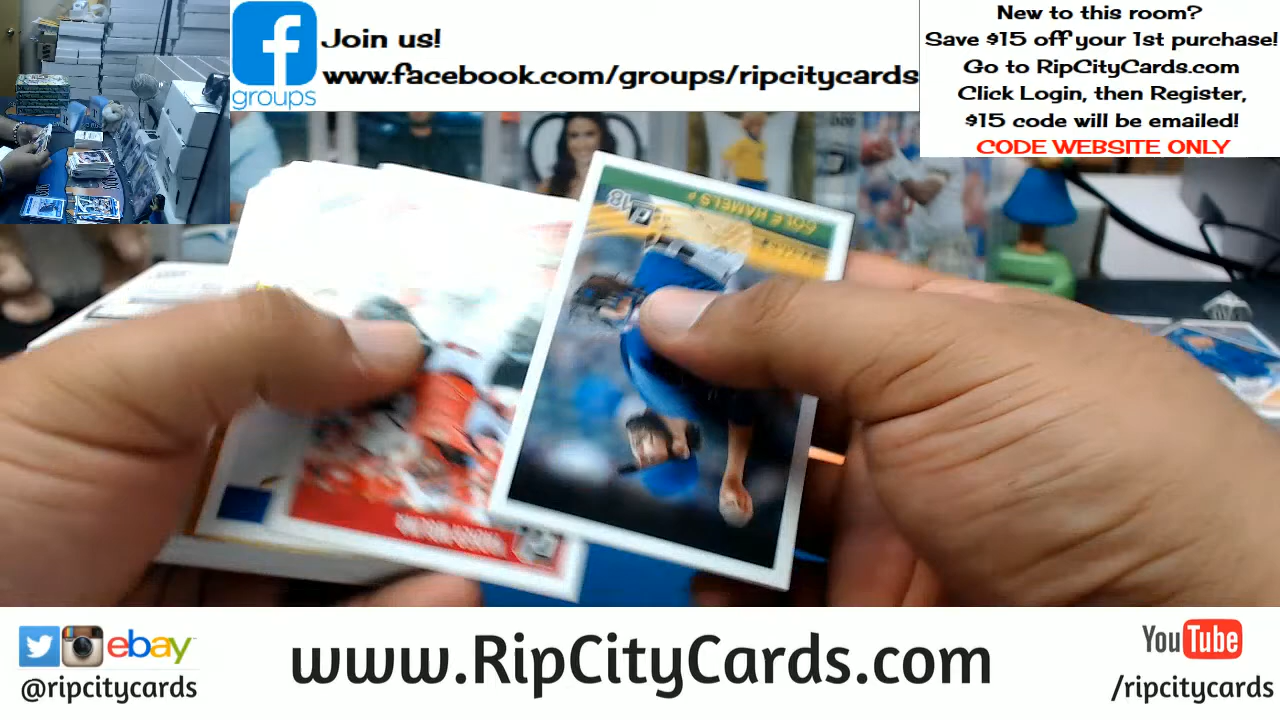 groups
Join us!
www.facebook.com/groups/ripcitycards
New to this room?
Save $15 off your 1st purchase!
Go to RipCityCards.com
Click Login, then Register,
$15 code will be emailed!
CODE WEBSITE ONLY
COLE HAMELS P
18
ebay
@ripcitycards
www.RipCityCards.com
YouTube
/ripcitycards